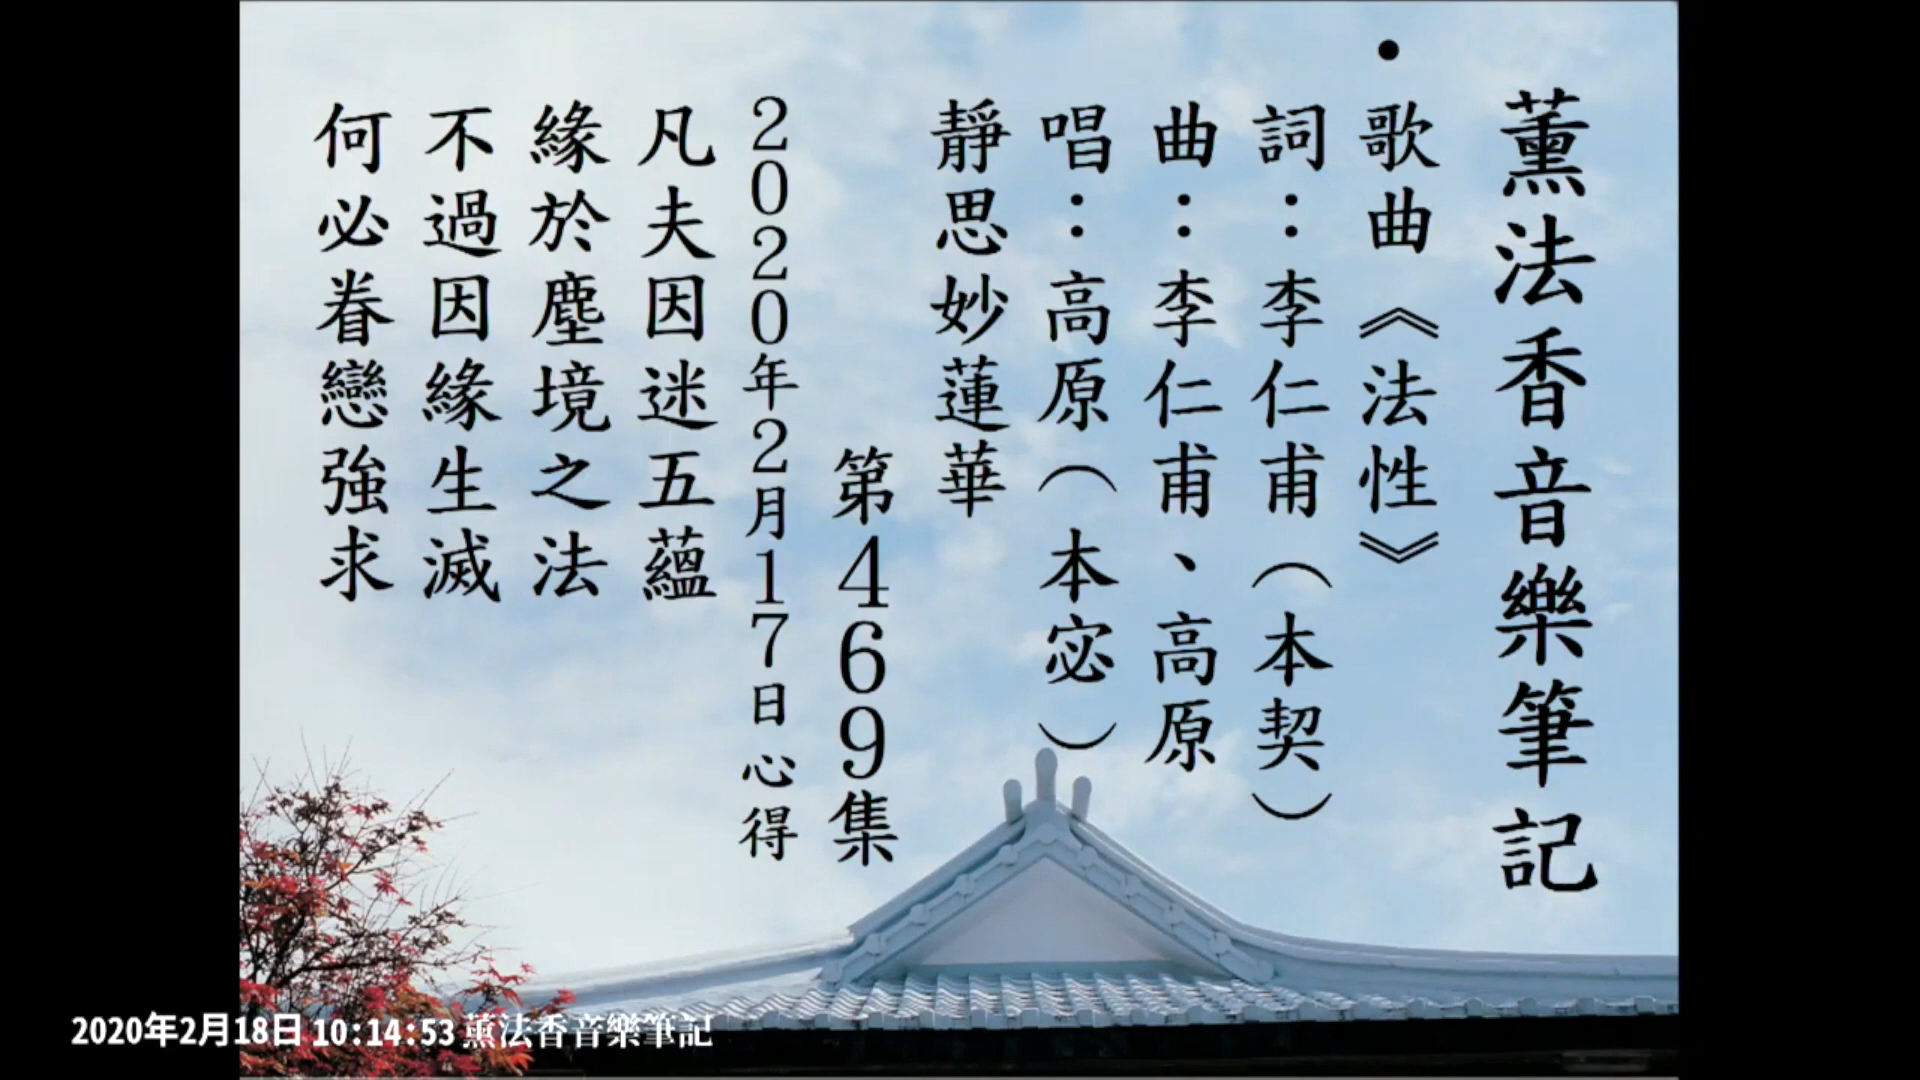 薰法香音樂筆記
•歌曲《法性》
詞：李仁甫（本契）
曲：李仁甫、高原
唱：高原（本宓）
靜思妙蓮華
第469集
2020年2月17日心得
凡夫因迷五蘊
緣於塵境之法
不過因緣生滅
何必眷戀強求
2020年2月18日 10:14:53 薰法香音樂筆記